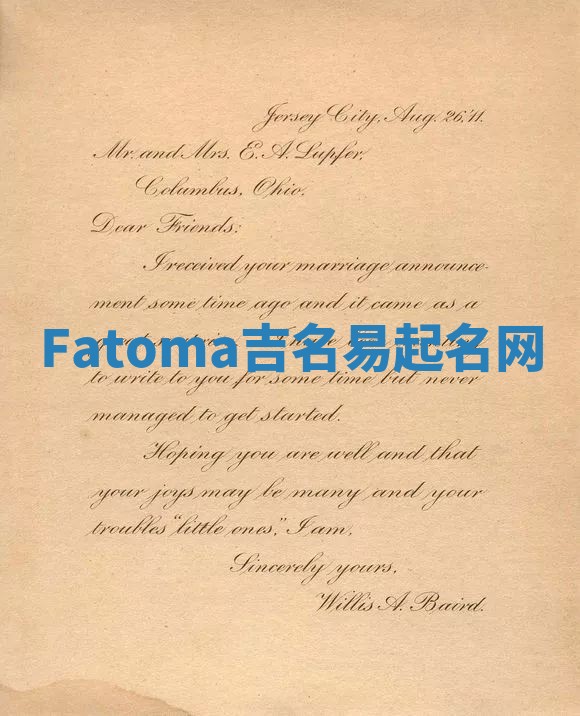 Jersey City, Aug. 26, '11.
Mr. and Mrs. E. A. Lupfer,
Columbus, Ohio.
Dear Friends:
I received your marriage announce-
ment some time ago and it came as a
Fatoma吉名易起名网
to write to you for some time but never
managed to get started.
Hoping you are well and that
your joys may be many and your
troubles "little ones," I am,
Sincerely yours,
Willis A. Baird.